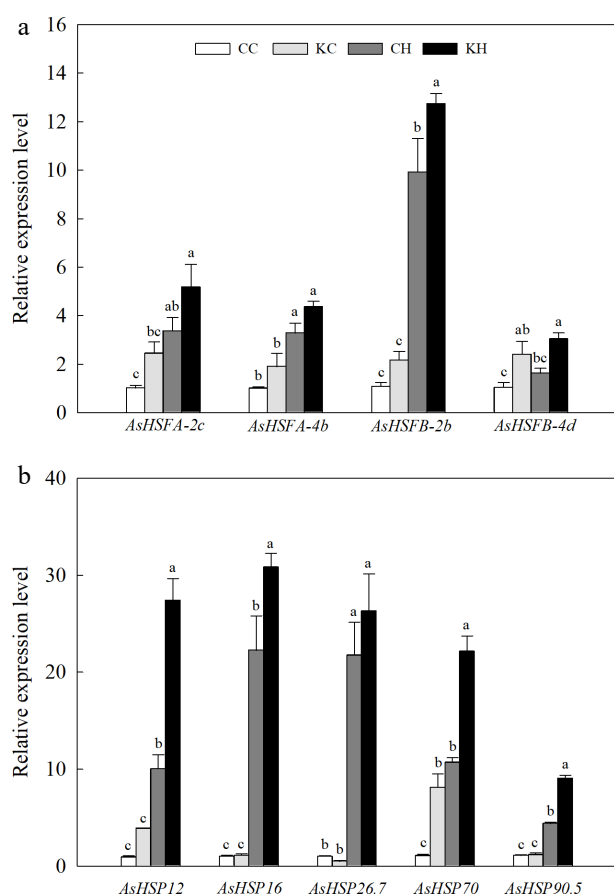 a
16
14
12
10
8
6
4
2
0
Relative expression level
CC KC CH KH
c bc ab a
b b a a
c c b a
c ab bc a
AsHSFA-2c AsHSFA-4b AsHSFB-2b AsHSFB-4d
b
40
30
20
10
0
Relative expression level
c c b a
c c b a
b b a a
c b b a
c c b a
AsHSP12 AsHSP16 AsHSP26.7 AsHSP70 AsHSP90.5